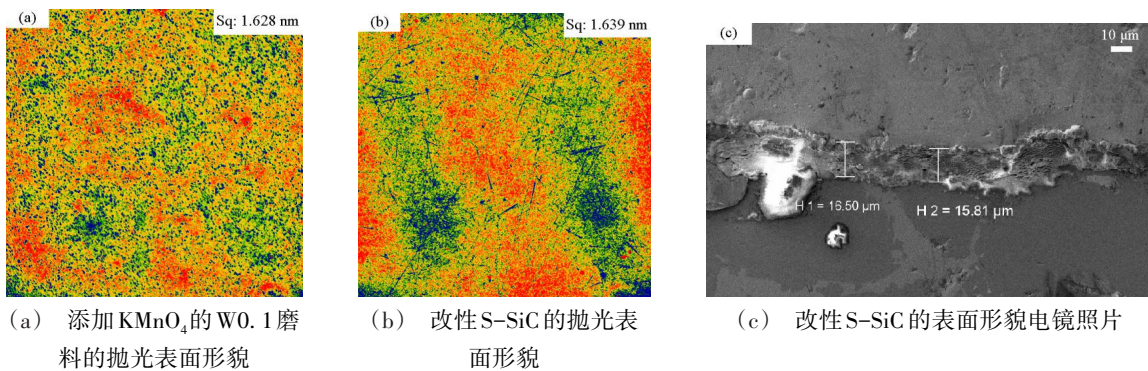 (a)
Sq: 1.628 nm
(b)
Sq: 1.639 nm
(c)
10 μm
H 1 = 16.50 μm
H 2 = 15.81 μm
(a) 添加KMnO₄的W0.1磨
料的抛光表面形貌
(b) 改性S-SiC的抛光表
面形貌
(c) 改性S-SiC的表面形貌电镜照片